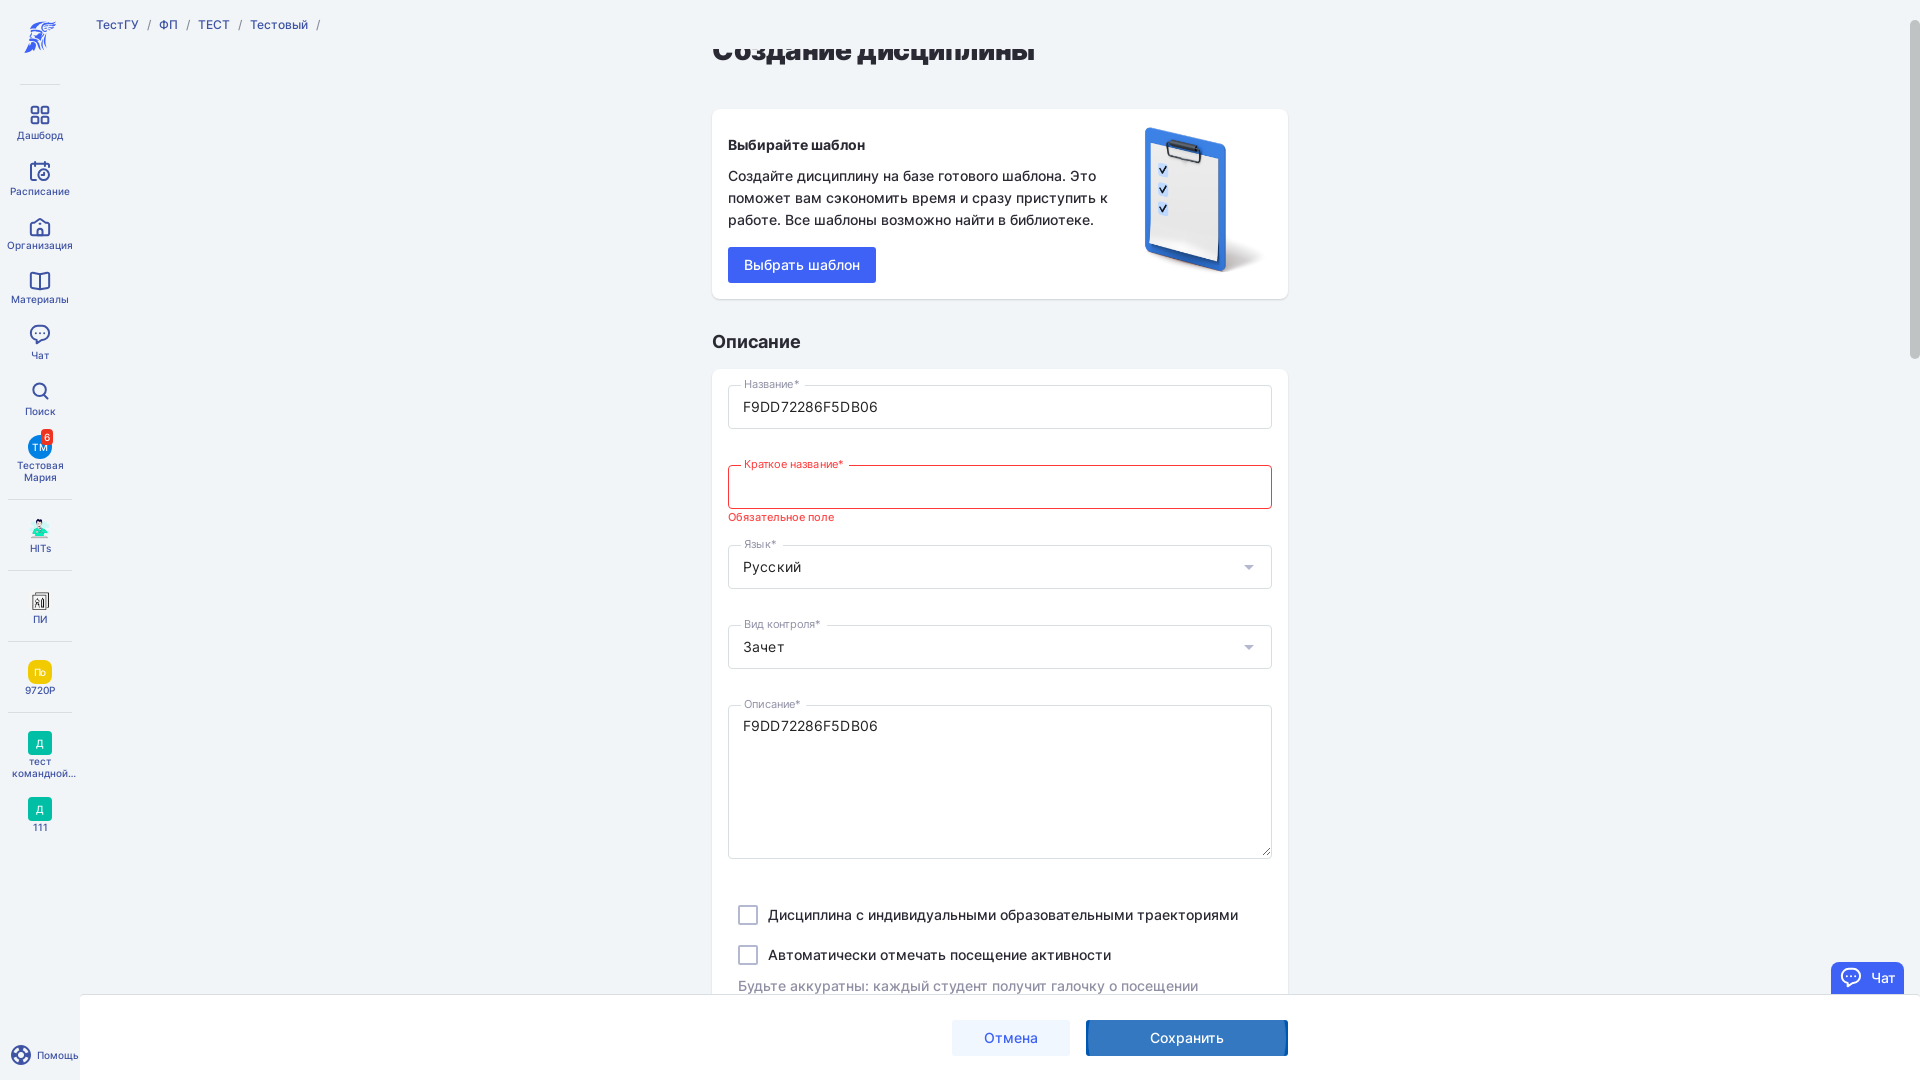 ТестГУ / ФП / ТЕСТ / Тестовый /
Создание дисциплины
Дашборд
Расписание
Организация
Материалы
Чат
Поиск
ТМ
6
Тестовая
Мария
HITs
ПИ
Пь
9720Р
Д
тест
командной...
Д
111
Помощь
Выбирайте шаблон
Создайте дисциплину на базе готового шаблона. Это
поможет вам сэкономить время и сразу приступить к
работе. Все шаблоны возможно найти в библиотеке.
Выбрать шаблон
Описание
Название*
F9DD72286F5DB06
Краткое название*
Обязательное поле
Язык*
Русский
Вид контроля*
Зачет
Описание*
F9DD72286F5DB06
Дисциплина с индивидуальными образовательными траекториями
Автоматически отмечать посещение активности
Будьте аккуратны: каждый студент получит галочку о посещении
Чат
Отмена
Сохранить